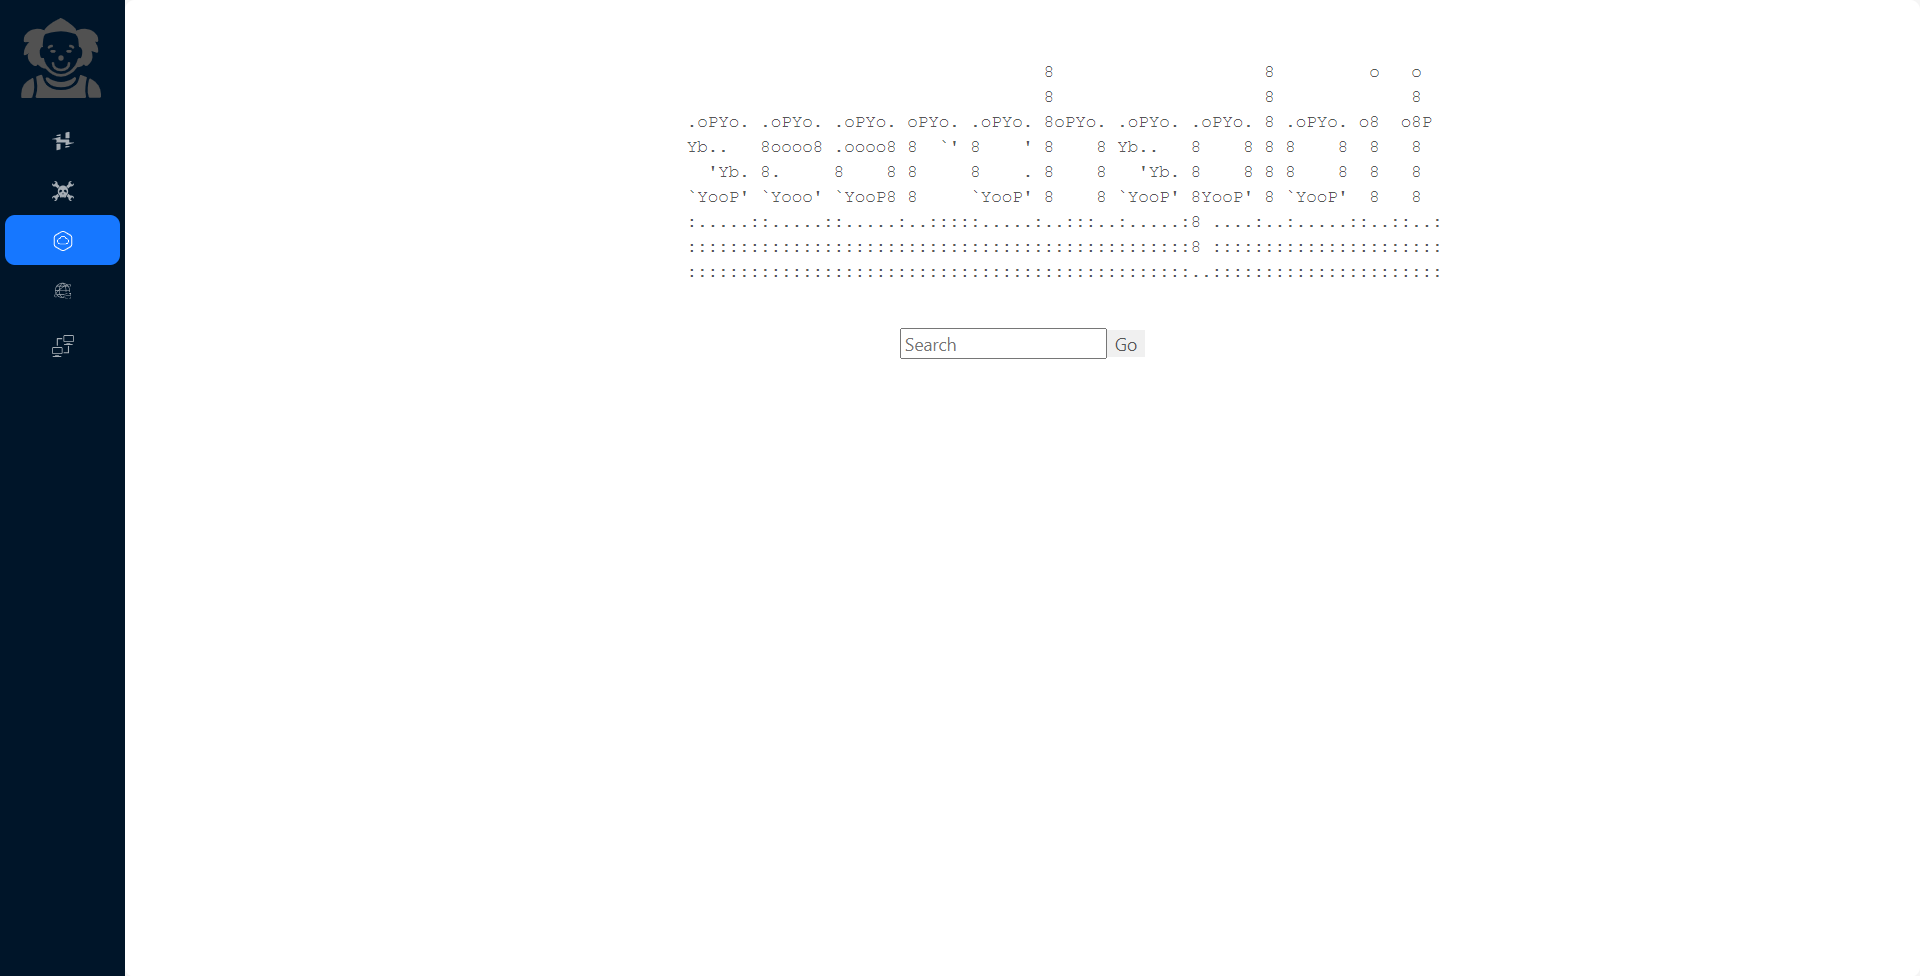 8                    8         o   o
                                  8                    8             8
.oPYo. .oPYo. .oPYo. oPYo. .oPYo. 8oPYo. .oPYo. .oPYo. 8 .oPYo. o8  o8P
Yb..   8oooo8 .oooo8 8  `' 8    ' 8    8 Yb..   8    8 8 8    8  8   8
  'Yb. 8.     8    8 8     8    . 8    8   'Yb. 8    8 8 8    8  8   8
`YooP' `Yooo' `YooP8 8     `YooP' 8    8 `YooP' 8YooP' 8 `YooP'  8   8
:.....::.....::.....:..:::::.....:..:::..:.....:8 ....:..:.....::..::..:
::::::::::::::::::::::::::::::::::::::::::::::::8 ::::::::::::::::::::::
::::::::::::::::::::::::::::::::::::::::::::::::..::::::::::::::::::::::
Search Go